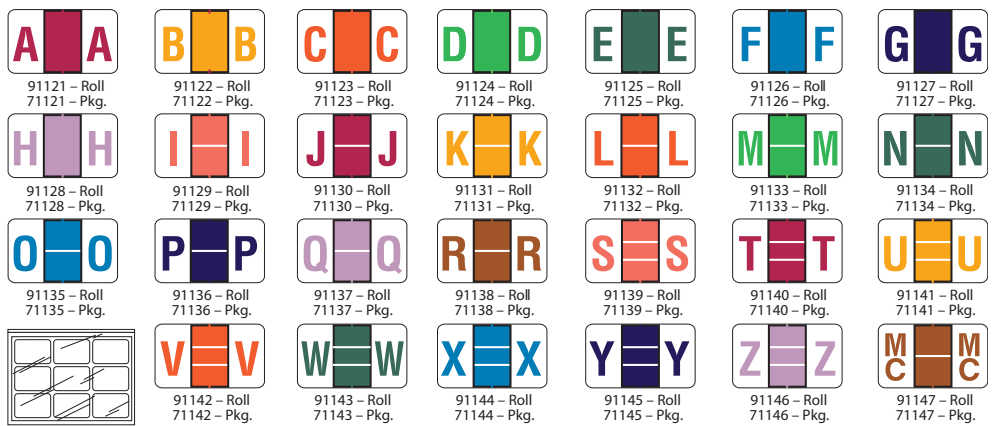 A A B B C C D D E E F F G G
91121 – Roll 91122 – Roll 91123 – Roll 91124 – Roll 91125 – Roll 91126 – Roll 91127 – Roll
71121 – Pkg. 71122 – Pkg. 71123 – Pkg. 71124 – Pkg. 71125 – Pkg. 71126 – Pkg. 71127 – Pkg.
H H I I J J K K L L M M N N
91128 – Roll 91129 – Roll 91130 – Roll 91131 – Roll 91132 – Roll 91133 – Roll 91134 – Roll
71128 – Pkg. 71129 – Pkg. 71130 – Pkg. 71131 – Pkg. 71132 – Pkg. 71133 – Pkg. 71134 – Pkg.
O O P P Q Q R R S S T T U U
91135 – Roll 91136 – Roll 91137 – Roll 91138 – Roll 91139 – Roll 91140 – Roll 91141 – Roll
71135 – Pkg. 71136 – Pkg. 71137 – Pkg. 71138 – Pkg. 71139 – Pkg. 71140 – Pkg. 71141 – Pkg.
V V W W X X Y Y Z Z MC MC
91142 – Roll 91143 – Roll 91144 – Roll 91145 – Roll 91146 – Roll 91147 – Roll
71142 – Pkg. 71143 – Pkg. 71144 – Pkg. 71145 – Pkg. 71146 – Pkg. 71147 – Pkg.